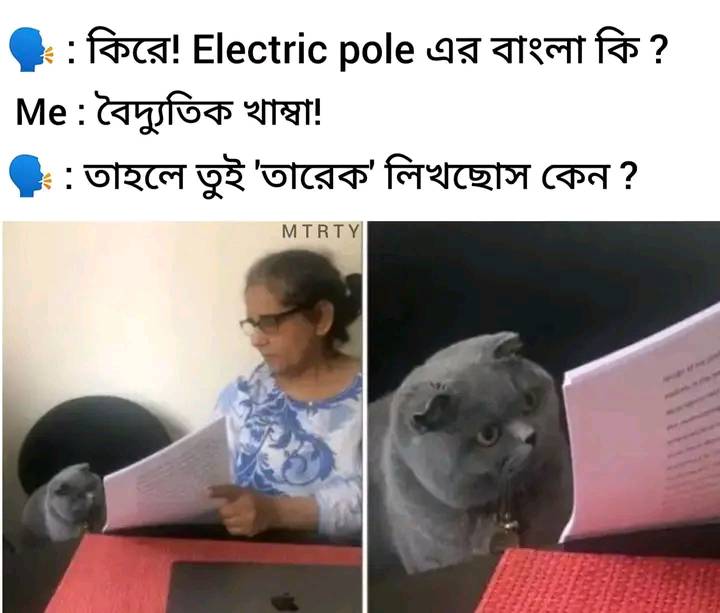 : কিরে! Electric pole এর বাংলা কি ?
Me : বৈদ্যুতিক খাম্বা!
: তাহলে তুই 'তারেক' লিখছোস কেন ?
MTRTY